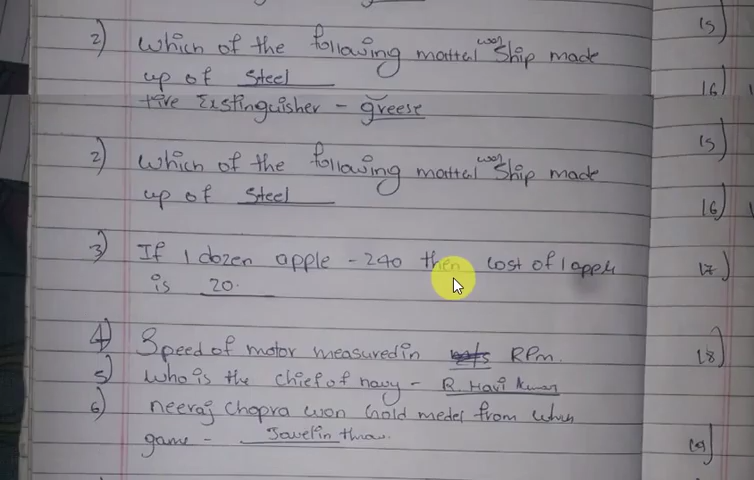 2) Which of the following mattal war Ship made 15)
up of Steel 16)
tire Exstinguisher - greese
2) Which of the following mattal war Ship made 15)
up of Steel 16)
3) If 1 dozen apple - 240 then cost of 1 apple 17)
is 20.
4) Speed of motor measured in RPm. 18)
5) Who is the chief of navy - R. Hari Kumar
6) neeraj Chopra won Gold medel from which
game - Javelin throw. 19)